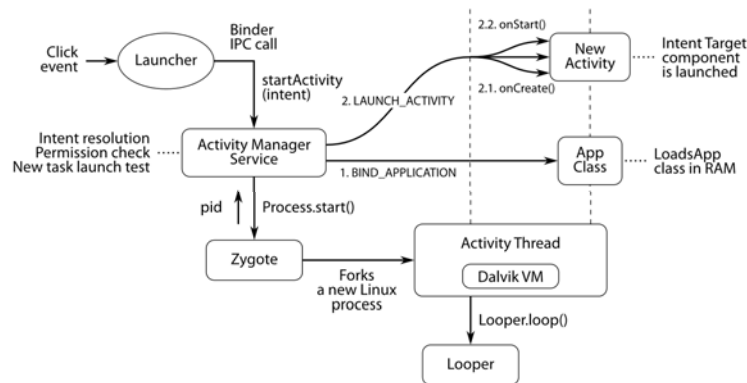 Click
event
Launcher
Binder
IPC call
startActivity
(intent)
2.2. onStart()
New
Activity
Intent Target
component
is launched
2. LAUNCH_ACTIVITY
2.1. onCreate()
Intent resolution
Permission check
New task launch test
Activity Manager
Service
1. BIND_APPLICATION
App
Class
LoadsApp
class in RAM
pid
Process.start()
Zygote
Forks
a new Linux
process
Activity Thread
Dalvik VM
Looper.loop()
Looper